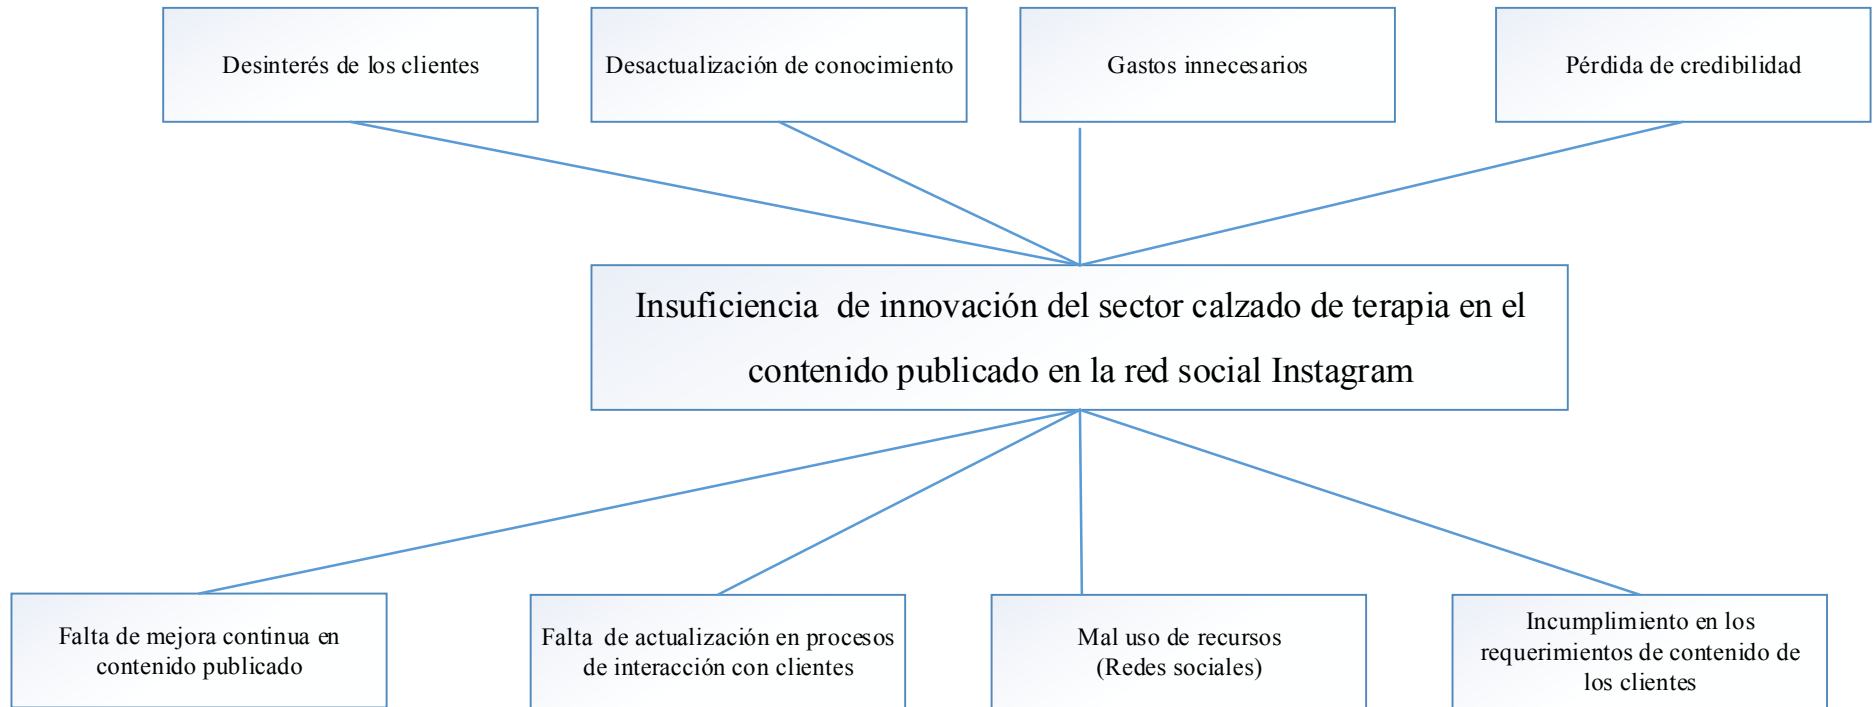 Desinterés de los clientes
Desactualización de conocimiento
Gastos innecesarios
Pérdida de credibilidad
Insuficiencia de innovación del sector calzado de terapia en el
contenido publicado en la red social Instagram
Falta de mejora continua en
contenido publicado
Falta de actualización en procesos
de interacción con clientes
Mal uso de recursos
(Redes sociales)
Incumplimiento en los
requerimientos de contenido de
los clientes